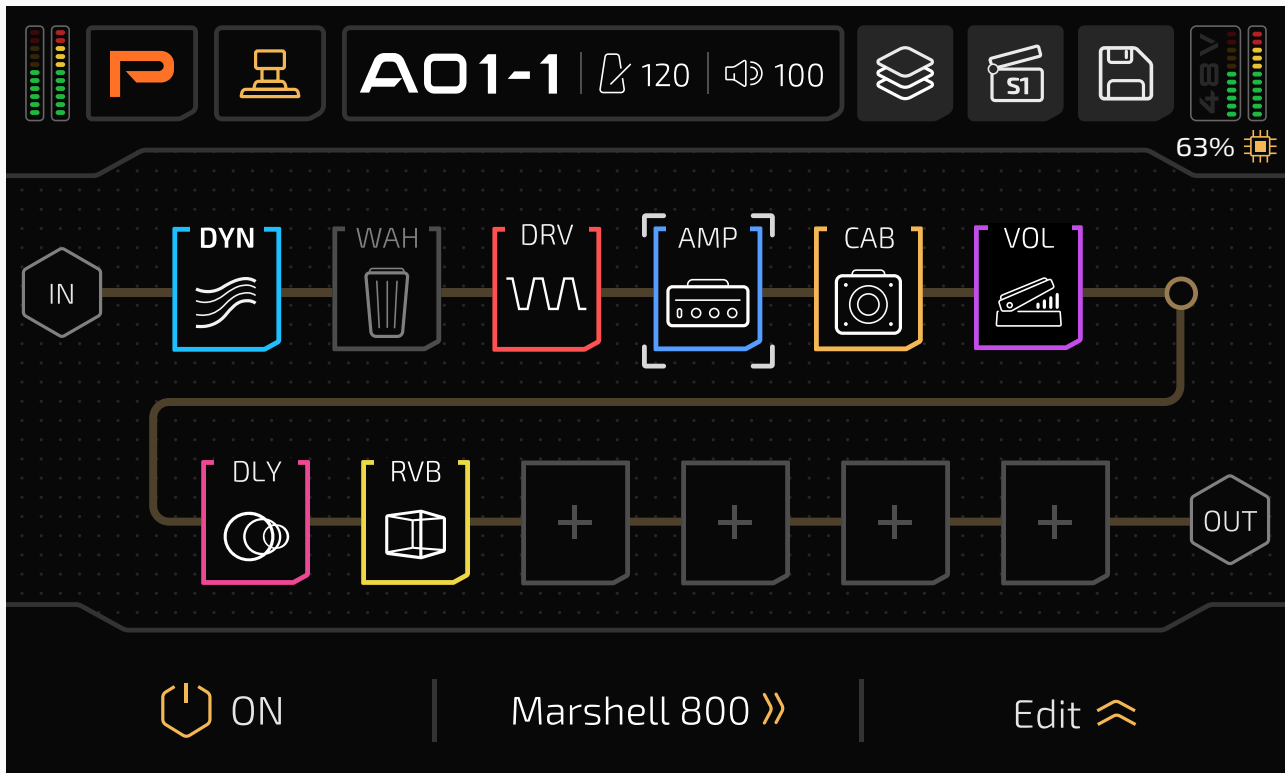 A01-1 120 100
S1
48V
63%
DYN WAH DRV AMP CAB VOL
IN
DLY RVB
OUT
ON Marshell 800 Edit